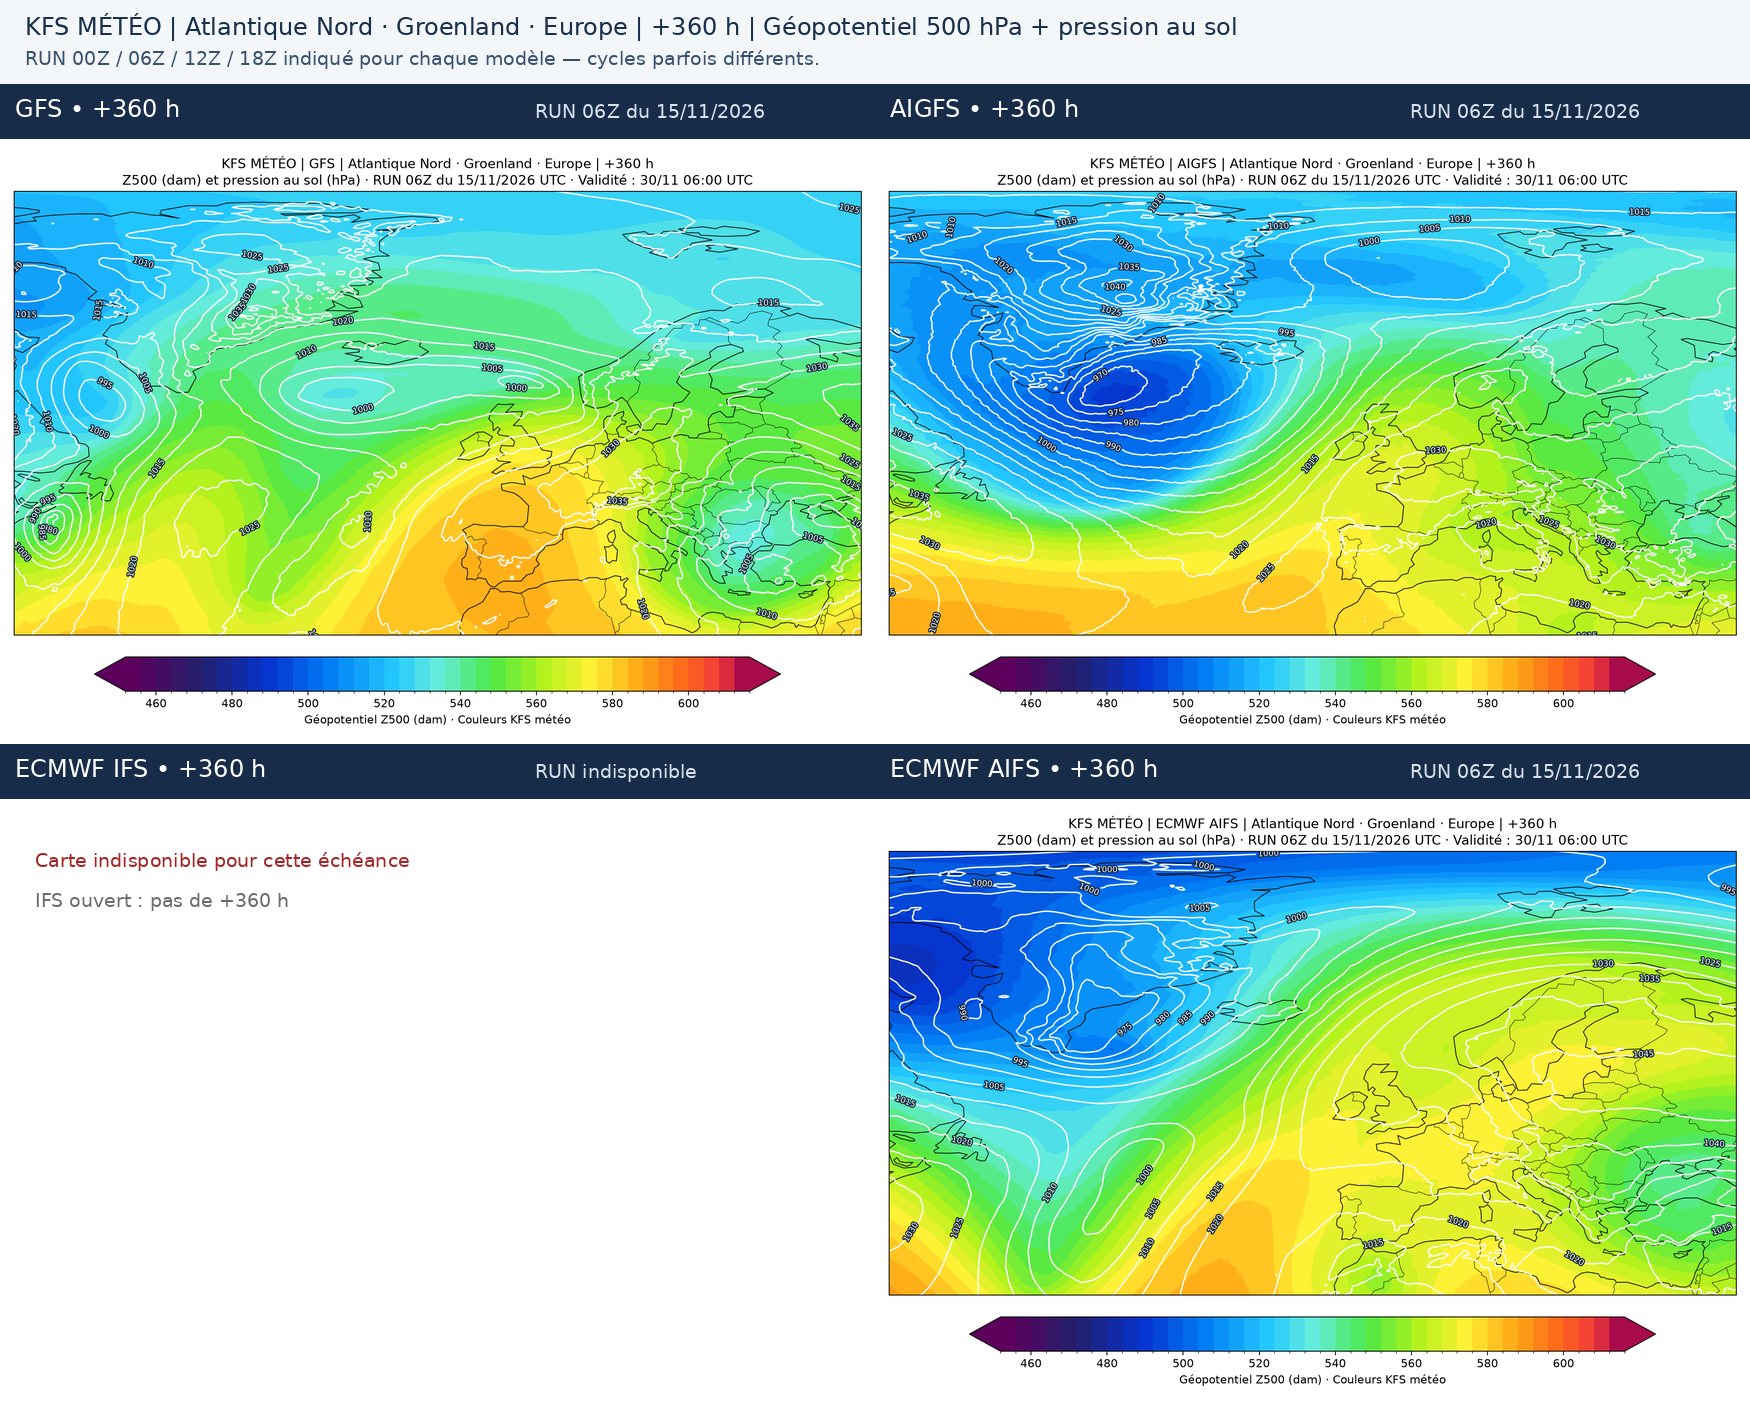 KFS MÉTÉO | Atlantique Nord · Groenland · Europe | +360 h | Géopotentiel 500 hPa + pression au sol
RUN 00Z / 06Z / 12Z / 18Z indiqué pour chaque modèle — cycles parfois différents.
GFS • +360 h
RUN 06Z du 15/11/2026
KFS MÉTÉO | GFS | Atlantique Nord · Groenland · Europe | +360 h
Z500 (dam) et pression au sol (hPa) · RUN 06Z du 15/11/2026 UTC · Validité : 30/11 06:00 UTC
460 480 500 520 540 560 580 600
Géopotentiel Z500 (dam) · Couleurs KFS météo
AIGFS • +360 h
RUN 06Z du 15/11/2026
KFS MÉTÉO | AIGFS | Atlantique Nord · Groenland · Europe | +360 h
Z500 (dam) et pression au sol (hPa) · RUN 06Z du 15/11/2026 UTC · Validité : 30/11 06:00 UTC
460 480 500 520 540 560 580 600
Géopotentiel Z500 (dam) · Couleurs KFS météo
ECMWF IFS • +360 h
RUN indisponible
Carte indisponible pour cette échéance
IFS ouvert : pas de +360 h
ECMWF AIFS • +360 h
RUN 06Z du 15/11/2026
KFS MÉTÉO | ECMWF AIFS | Atlantique Nord · Groenland · Europe | +360 h
Z500 (dam) et pression au sol (hPa) · RUN 06Z du 15/11/2026 UTC · Validité : 30/11 06:00 UTC
460 480 500 520 540 560 580 600
Géopotentiel Z500 (dam) · Couleurs KFS météo